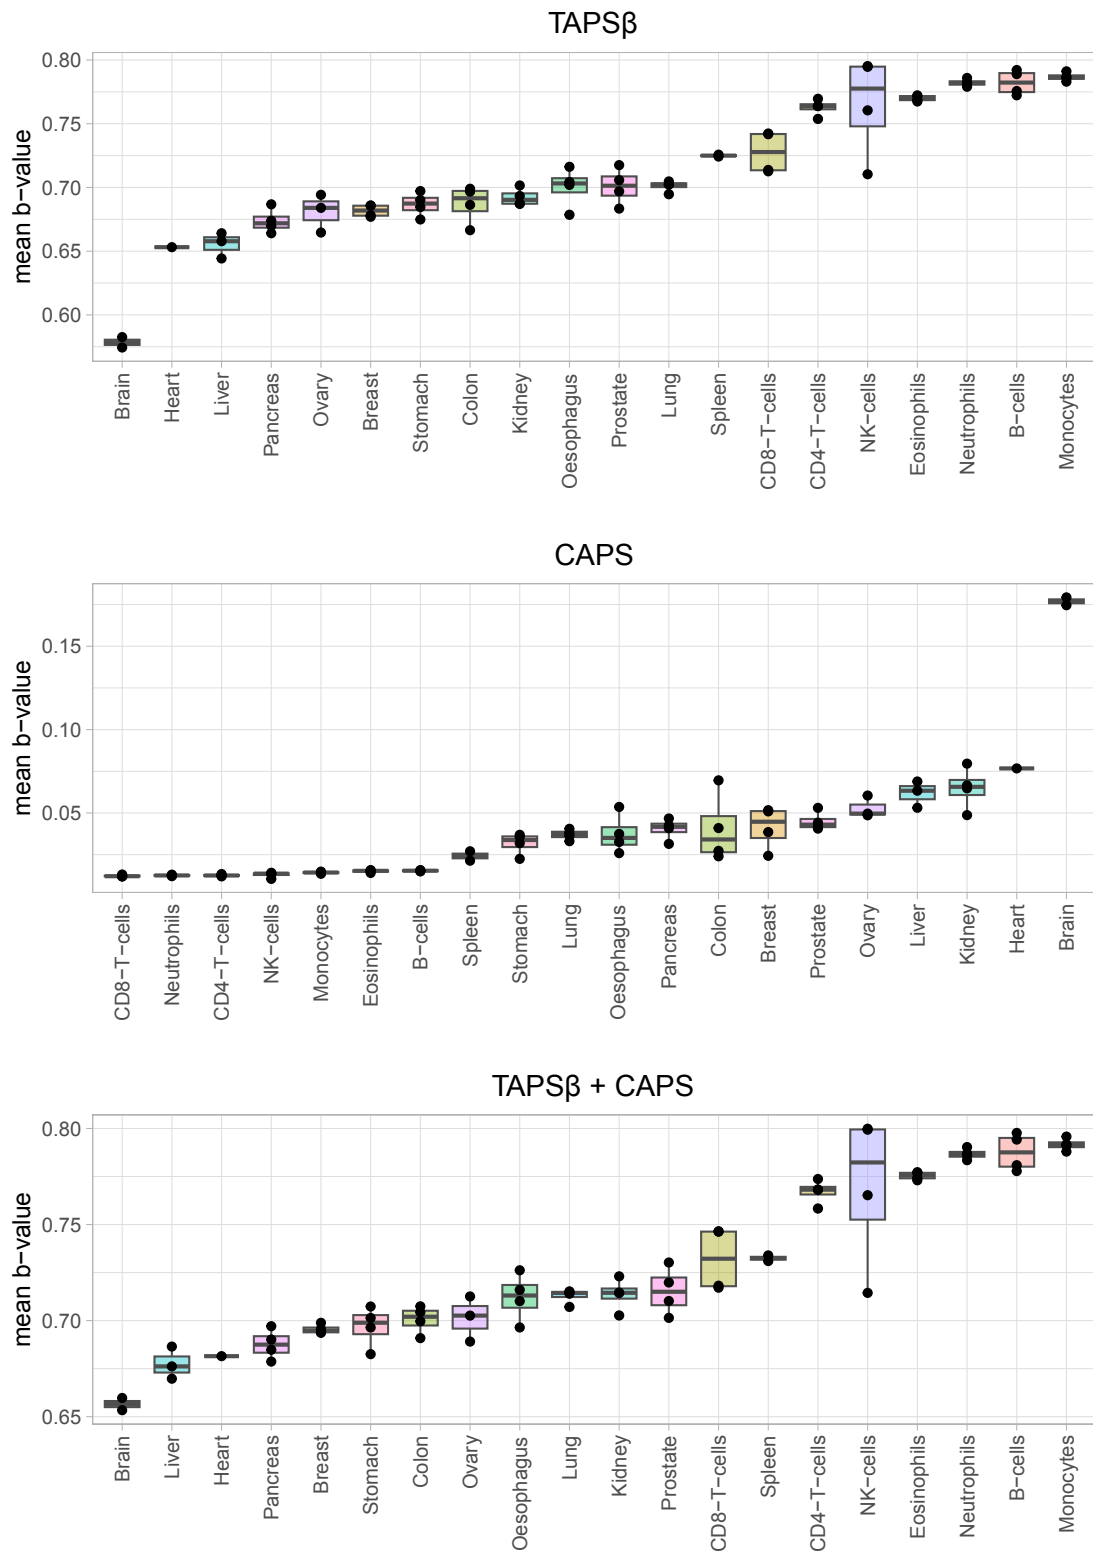 TAPSβ
mean b−value
0.80
0.75
0.70
0.65
0.60
Brain
Heart
Liver
Pancreas
Ovary
Breast
Stomach
Colon
Kidney
Oesophagus
Prostate
Lung
Spleen
CD8−T−cells
CD4−T−cells
NK−cells
Eosinophils
Neutrophils
B−cells
Monocytes
CAPS
mean b−value
0.15
0.10
0.05
CD8−T−cells
Neutrophils
CD4−T−cells
NK−cells
Monocytes
Eosinophils
B−cells
Spleen
Stomach
Lung
Oesophagus
Pancreas
Colon
Breast
Prostate
Ovary
Liver
Kidney
Heart
Brain
TAPSβ + CAPS
mean b−value
0.80
0.75
0.70
0.65
Brain
Liver
Heart
Pancreas
Breast
Stomach
Colon
Ovary
Oesophagus
Lung
Kidney
Prostate
CD8−T−cells
Spleen
CD4−T−cells
NK−cells
Eosinophils
Neutrophils
B−cells
Monocytes